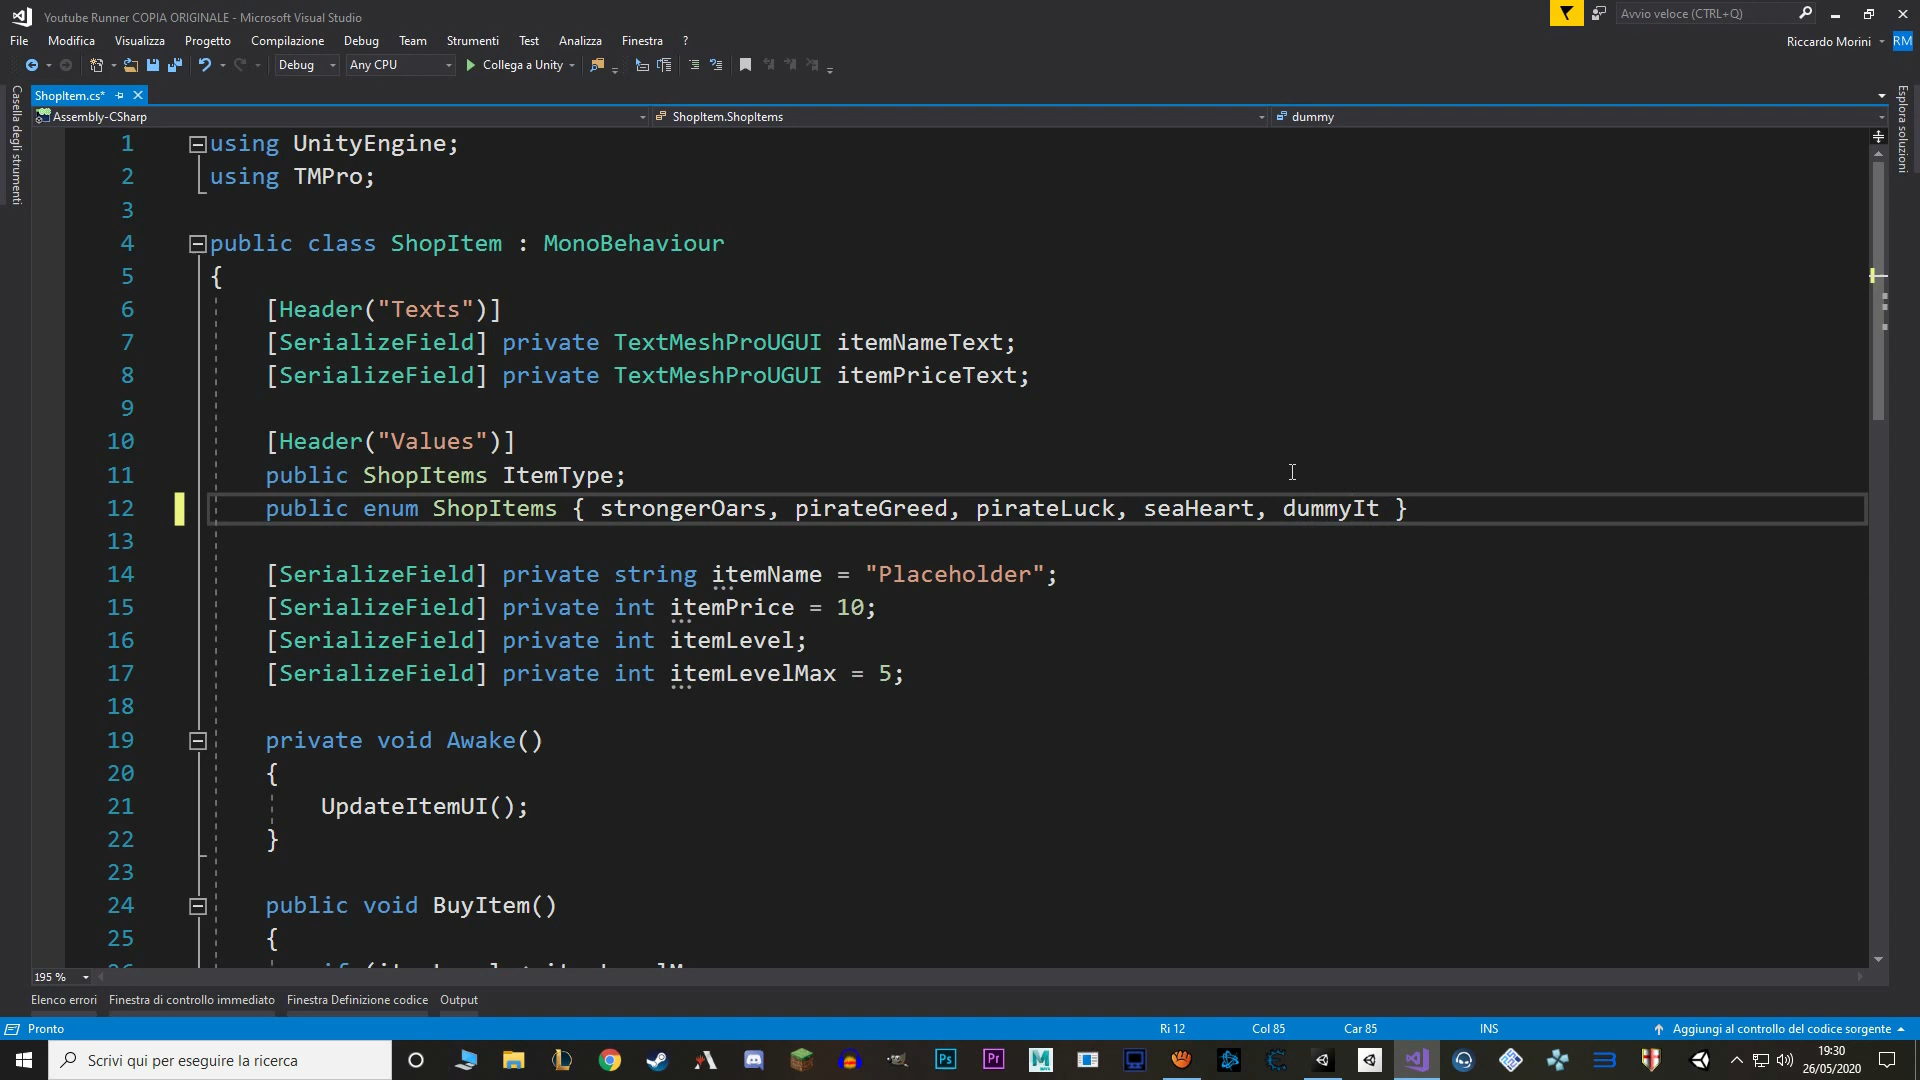 Youtube Runner COPIA ORIGINALE - Microsoft Visual Studio
Avvio veloce (CTRL+Q)
File Modifica Visualizza Progetto Compilazione Debug Team Strumenti Test Analizza Finestra ?
Riccardo Morini RM
Debug Any CPU Collega a Unity
ShopItem.cs*
Assembly-CSharp ShopItem.ShopItems dummy
Casella degli strumenti
Esplora soluzioni
1 using UnityEngine;
2 using TMPro;
3
4 public class ShopItem : MonoBehaviour
5 {
6 [Header("Texts")]
7 [SerializeField] private TextMeshProUGUI itemNameText;
8 [SerializeField] private TextMeshProUGUI itemPriceText;
9
10 [Header("Values")]
11 public ShopItems ItemType;
12 public enum ShopItems { strongerOars, pirateGreed, pirateLuck, seaHeart, dummyIt }
13
14 [SerializeField] private string itemName = "Placeholder";
15 [SerializeField] private int itemPrice = 10;
16 [SerializeField] private int itemLevel;
17 [SerializeField] private int itemLevelMax = 5;
18
19 private void Awake()
20 {
21 UpdateItemUI();
22 }
23
24 public void BuyItem()
25 {
195 %
Elenco errori Finestra di controllo immediato Finestra Definizione codice Output
Pronto Ri 12 Col 85 Car 85 INS Aggiungi al controllo del codice sorgente
Scrivi qui per eseguire la ricerca
Ps Pr M
19:30
26/05/2020